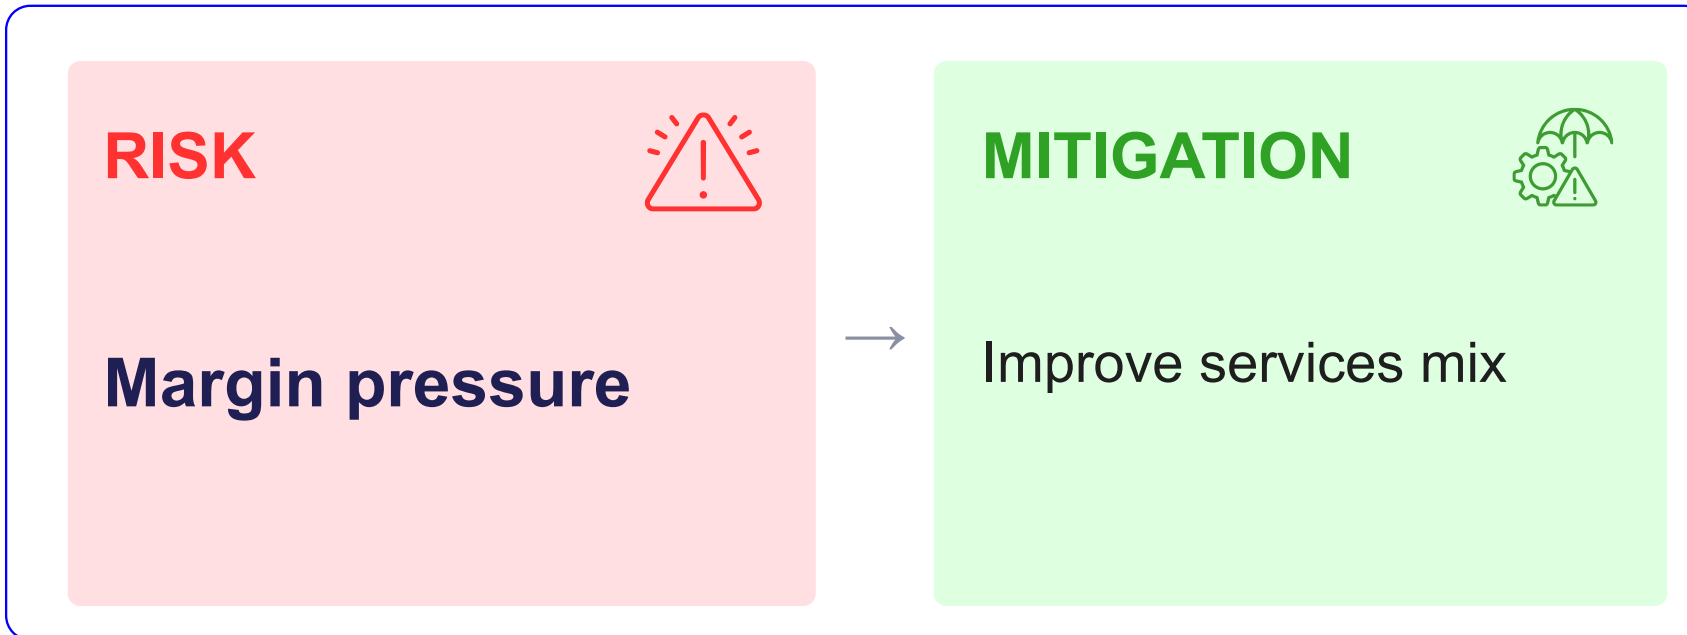 RISK
Margin pressure
→
MITIGATION
Improve services mix